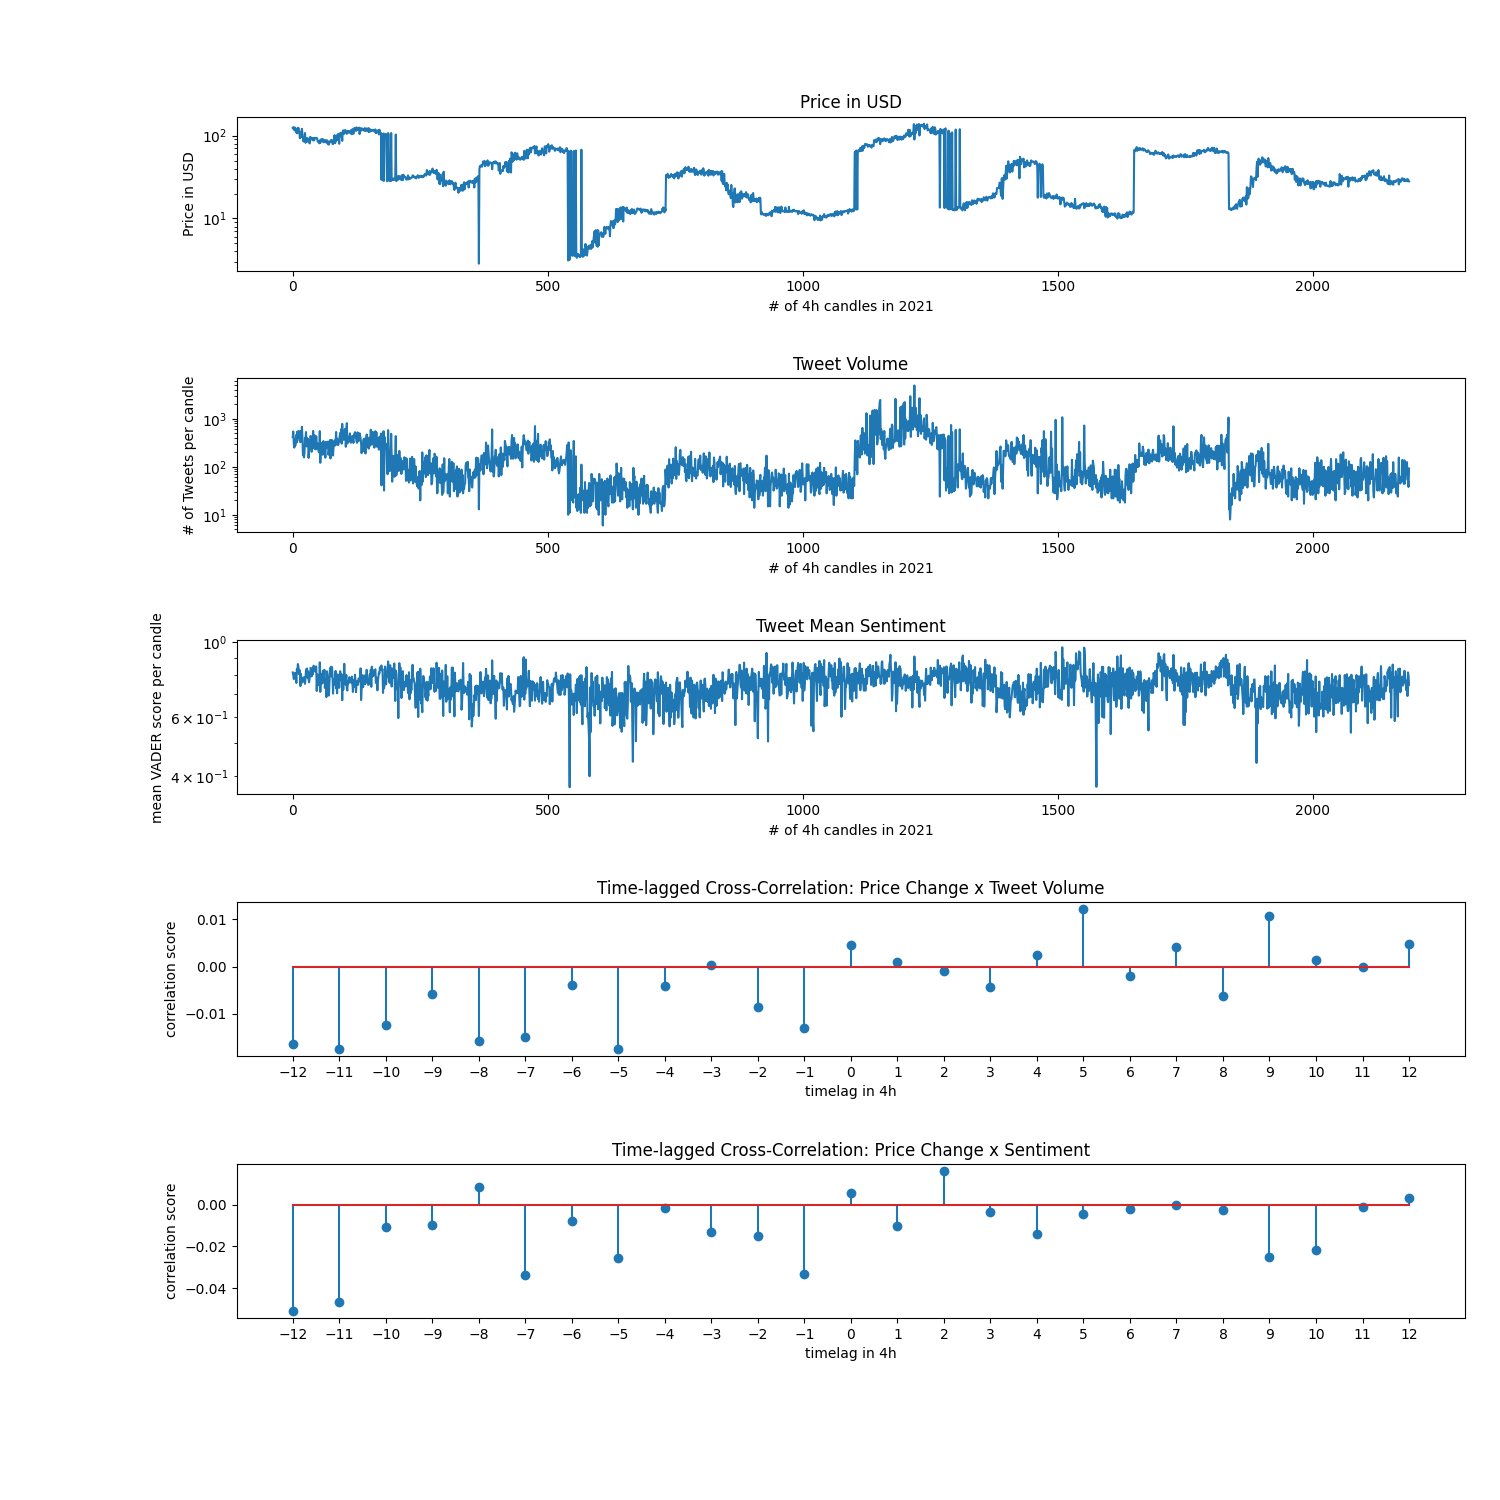 Price in USD
Price in USD
10²
10¹
0 500 1000 1500 2000
# of 4h candles in 2021
Tweet Volume
# of Tweets per candle
10³
10²
10¹
0 500 1000 1500 2000
# of 4h candles in 2021
Tweet Mean Sentiment
mean VADER score per candle
10⁰
6 × 10⁻¹
4 × 10⁻¹
0 500 1000 1500 2000
# of 4h candles in 2021
Time-lagged Cross-Correlation: Price Change x Tweet Volume
correlation score
0.01
0.00
−0.01
−12 −11 −10 −9 −8 −7 −6 −5 −4 −3 −2 −1 0 1 2 3 4 5 6 7 8 9 10 11 12
timelag in 4h
Time-lagged Cross-Correlation: Price Change x Sentiment
correlation score
0.00
−0.02
−0.04
−12 −11 −10 −9 −8 −7 −6 −5 −4 −3 −2 −1 0 1 2 3 4 5 6 7 8 9 10 11 12
timelag in 4h